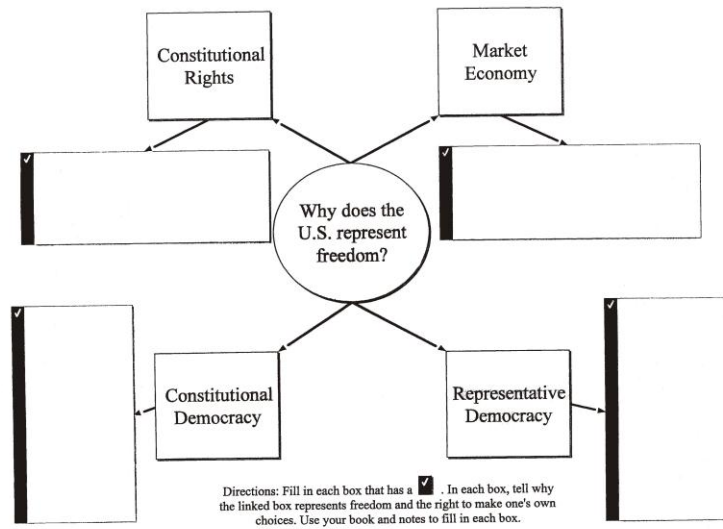 Constitutional
Rights
Market
Economy
Why does the
U.S. represent
freedom?
Constitutional
Democracy
Representative
Democracy
Directions: Fill in each box that has a ✓ . In each box, tell why
the linked box represents freedom and the right to make one's own
choices. Use your book and notes to fill in each box.